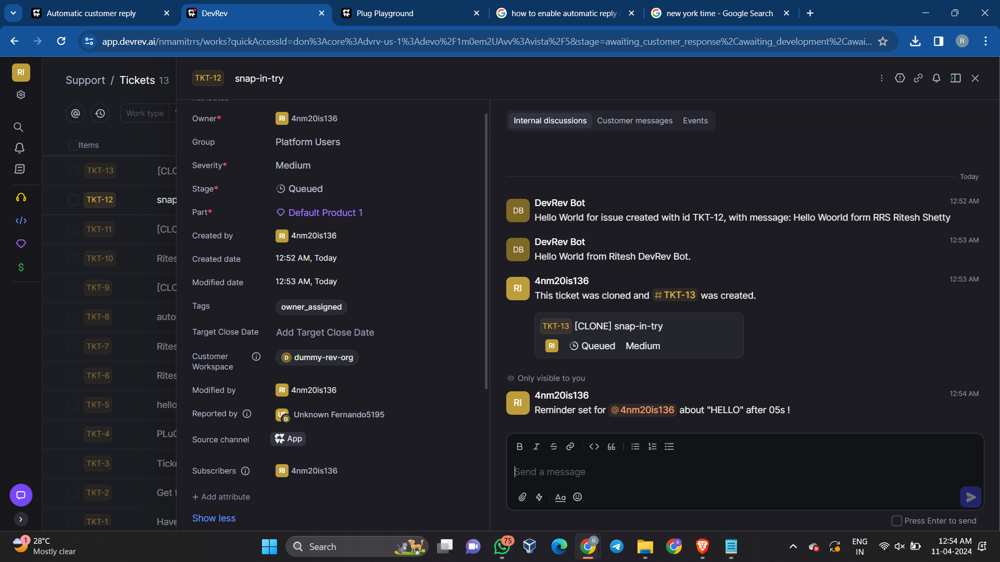 Automatic customer reply
DevRev
Plug Playground
how to enable automatic reply
new york time - Google Search
app.devrev.ai/nmamitrrs/works?quickAccessId=don%3Acore%3Advrv-us-1%3Adevo%2F1m0em2UAvv%3Avista%2F5&stage=awaiting_customer_response%2Cawaiting_development%2Cawai...
R
RI
Support / Tickets 13
TKT-12 snap-in-try
Work type
Items
TKT-13 [CLO
TKT-12 snap
TKT-11 [CLO
TKT-10 Rites
TKT-9 [CLO
TKT-8 auto
TKT-7 Rites
TKT-6 Rites
TKT-5 hello
TKT-4 PLuG
TKT-3 Ticke
TKT-2 Get t
TKT-1 Have
Attributes
Owner* RI 4nm20is136
Group Platform Users
Severity* Medium
Stage* Queued
Part* Default Product 1
Created by RI 4nm20is136
Created date 12:52 AM, Today
Modified date 12:53 AM, Today
Tags owner_assigned
Target Close Date Add Target Close Date
Customer Workspace D dummy-rev-org
Modified by RI 4nm20is136
Reported by D Unknown Fernando5195
Source channel App
Subscribers RI 4nm20is136
+ Add attribute
Show less
Internal discussions Customer messages Events
Today
DB DevRev Bot 12:52 AM
Hello World for issue created with id TKT-12, with message: Hello Woorld form RRS Ritesh Shetty
DB DevRev Bot 12:53 AM
Hello World from Ritesh DevRev Bot.
RI 4nm20is136 12:53 AM
This ticket was cloned and # TKT-13 was created.
TKT-13 [CLONE] snap-in-try
RI Queued Medium
Only visible to you
RI 4nm20is136 12:54 AM
Reminder set for @4nm20is136 about "HELLO" after 05s !
B I S
Send a message
Aa
Press Enter to send
1 28°C
Mostly clear
Search
75
R
R
ENG
IN
12:54 AM
11-04-2024